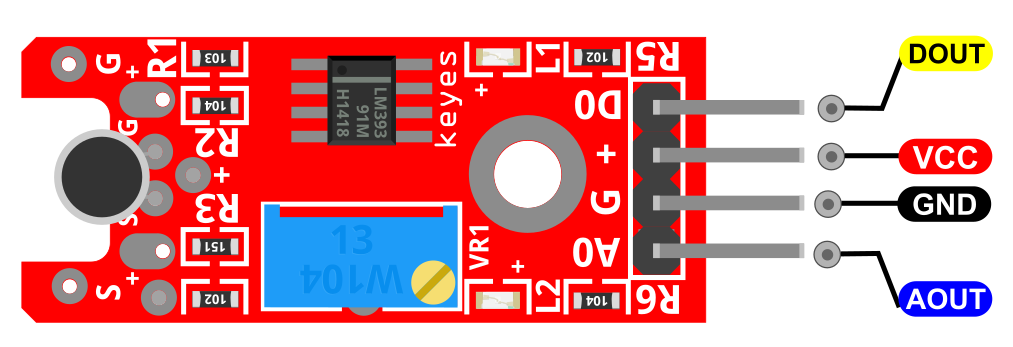 G
+
R1
103
104
G
R2
+
S
R3
151
+
S
102
LM393
91M
H1418
keyes
13
W104
VR1
+
L1
102
R5
D0
+
G
A0
+
L2
104
R6
DOUT
VCC
GND
AOUT